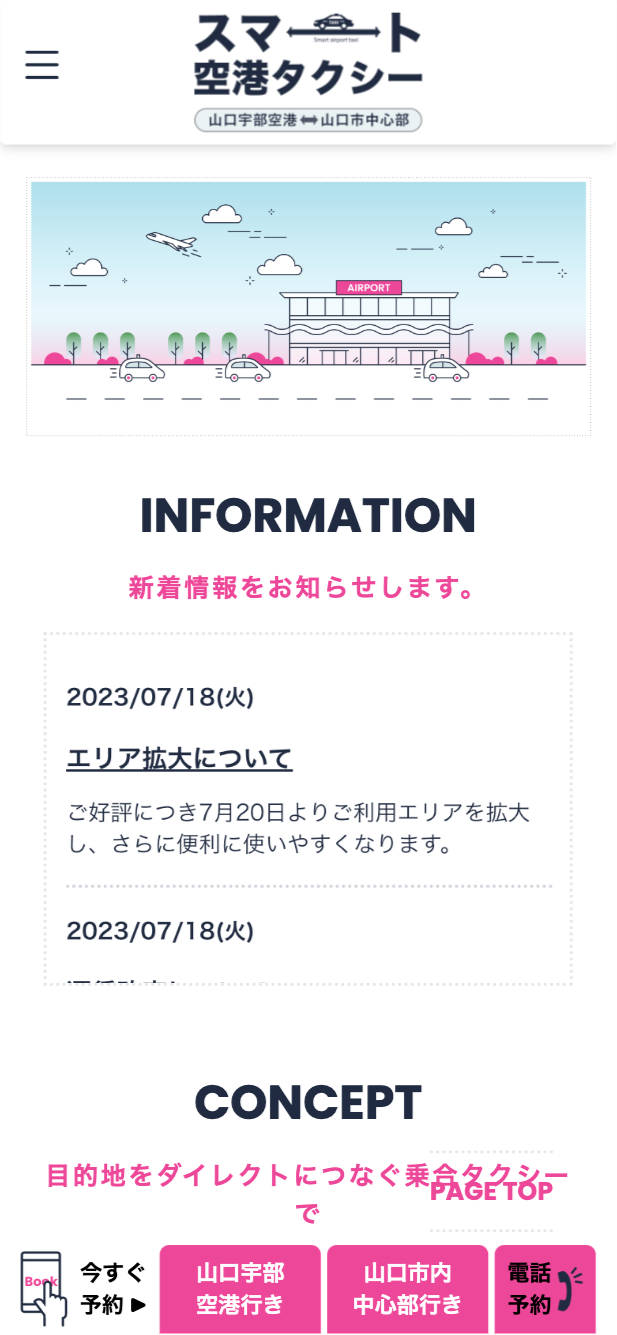 スマート
Smart airport taxi
空港タクシー
山口宇部空港⟷山口市中心部
AIRPORT
INFORMATION
新着情報をお知らせします。
2023/07/18(火)
エリア拡大について
ご好評につき7月20日よりご利用エリアを拡大
し、さらに便利に使いやすくなります。
2023/07/18(火)
CONCEPT
目的地をダイレクトにつなぐ乗合タクシー
で
PAGE TOP
Book
今すぐ
予約 ▶
山口宇部
空港行き
山口市内
中心部行き
電話
予約